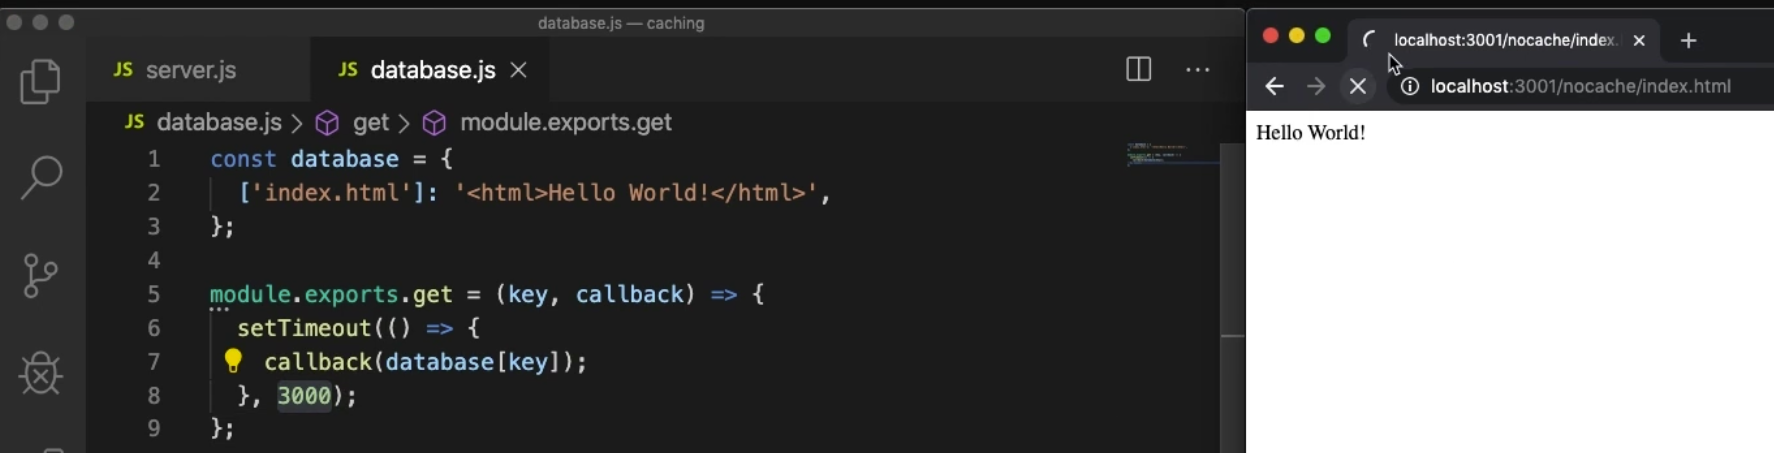 database.js — caching
JS server.js
JS database.js
JS database.js > get > module.exports.get
1 const database = {
2 ['index.html']: '<html>Hello World!</html>',
3 };
4
5 module.exports.get = (key, callback) => {
6 setTimeout(() => {
7 callback(database[key]);
8 }, 3000);
9 };
localhost:3001/nocache/index.
localhost:3001/nocache/index.html
Hello World!